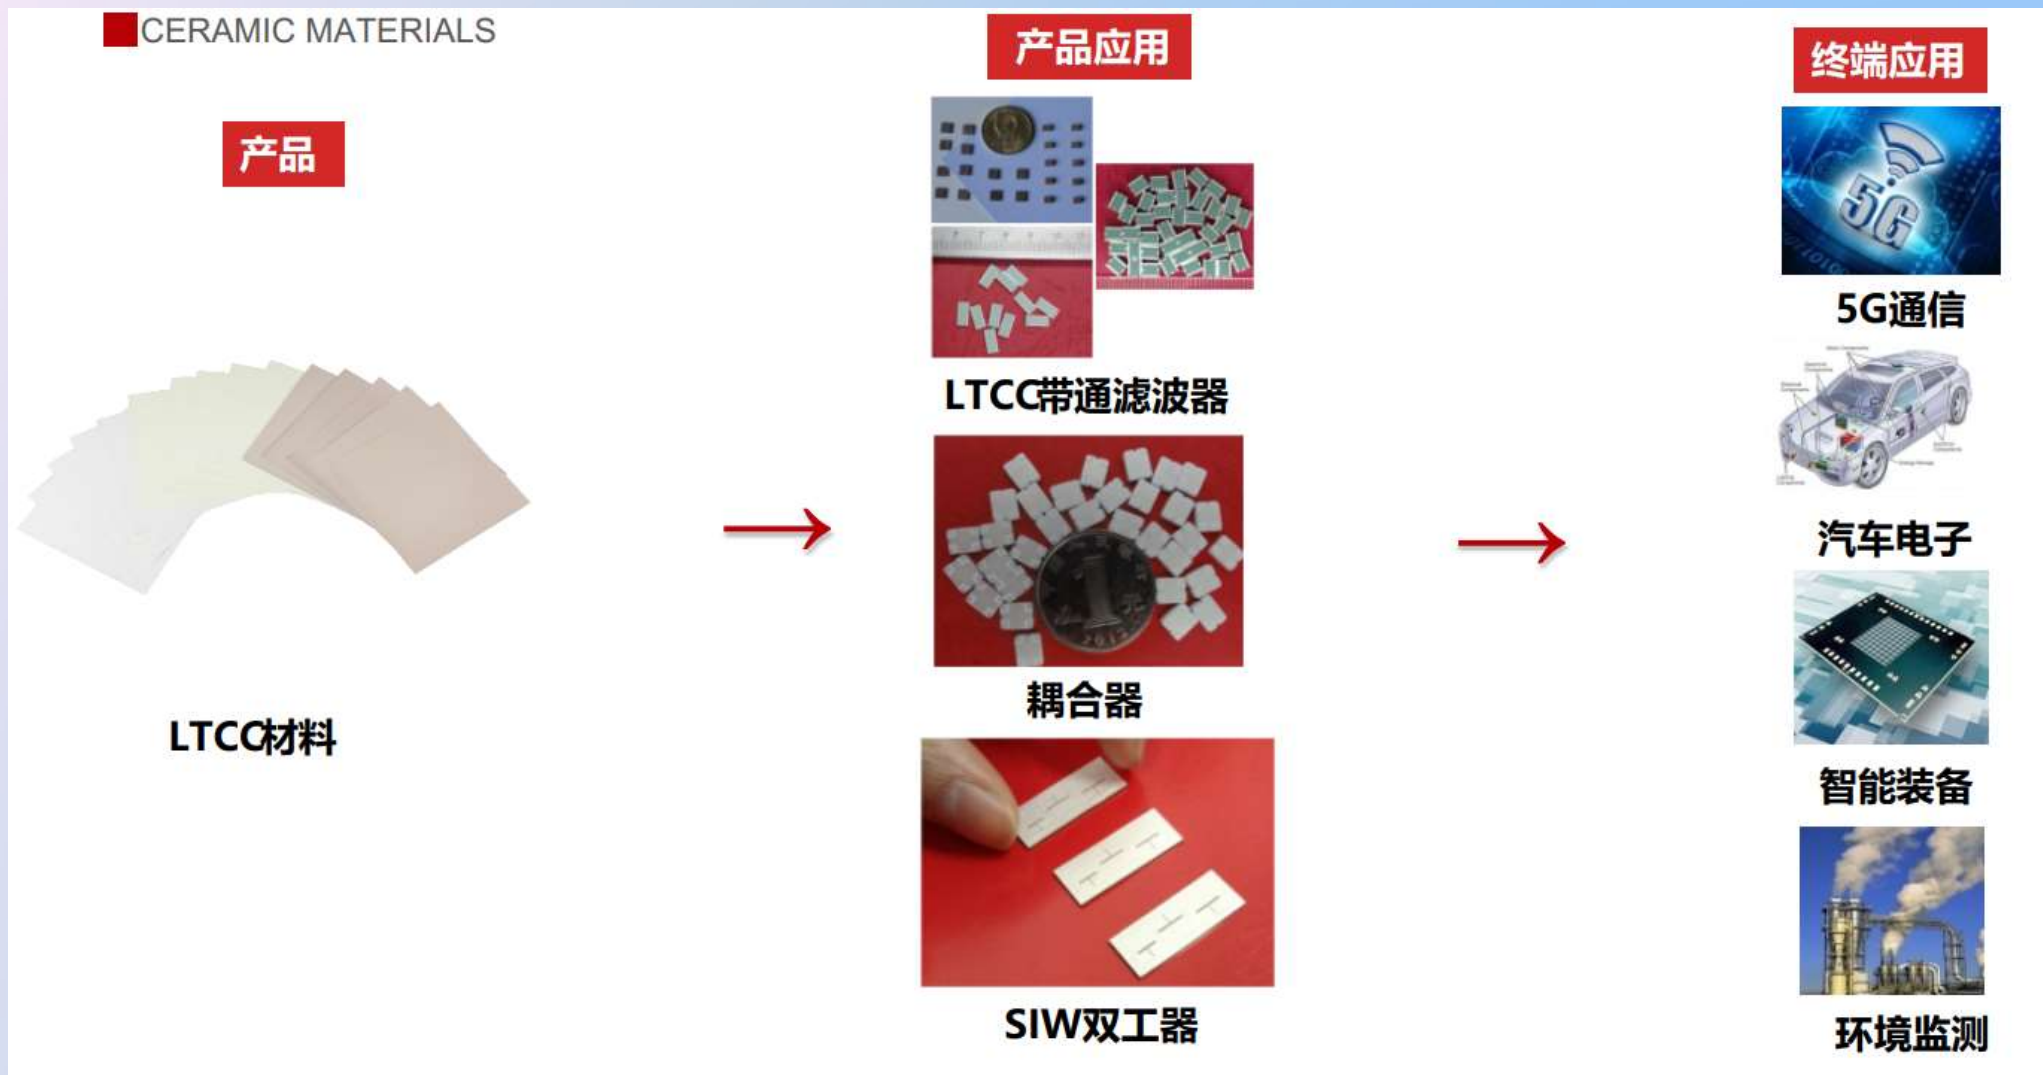 CERAMIC MATERIALS
产品
LTCC材料
产品应用
LTCC带通滤波器
耦合器
SIW双工器
终端应用
5G
5G通信
汽车电子
智能装备
环境监测